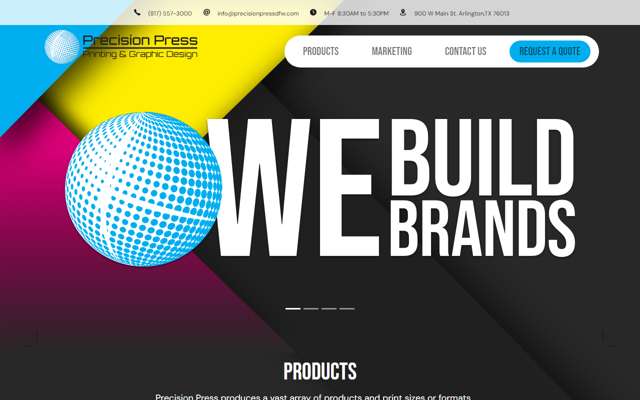 (817) 557-3000 info@precisionpressdfw.com M-F 8:30AM to 5:30PM 900 W Main St. Arlington,TX 76013
Precision Press
Printing & Graphic Design
PRODUCTS MARKETING CONTACT US REQUEST A QUOTE
WE BUILD
BRANDS
PRODUCTS
Precision Press produces a vast array of products and print sizes or formats